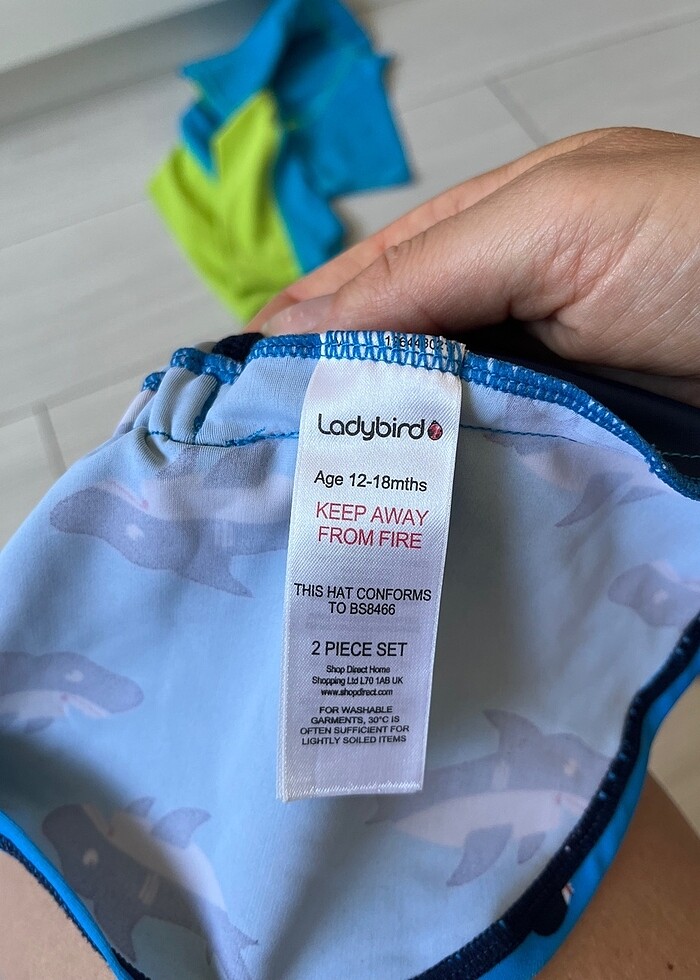 Ladybird
Age 12-18mths
KEEP AWAY
FROM FIRE
THIS HAT CONFORMS
TO BS8466
2 PIECE SET
Shop Direct Home
Shopping Ltd L70 1AB UK
www.shopdirect.com
FOR WASHABLE
GARMENTS, 30°C IS
OFTEN SUFFICIENT FOR
LIGHTLY SOILED ITEMS